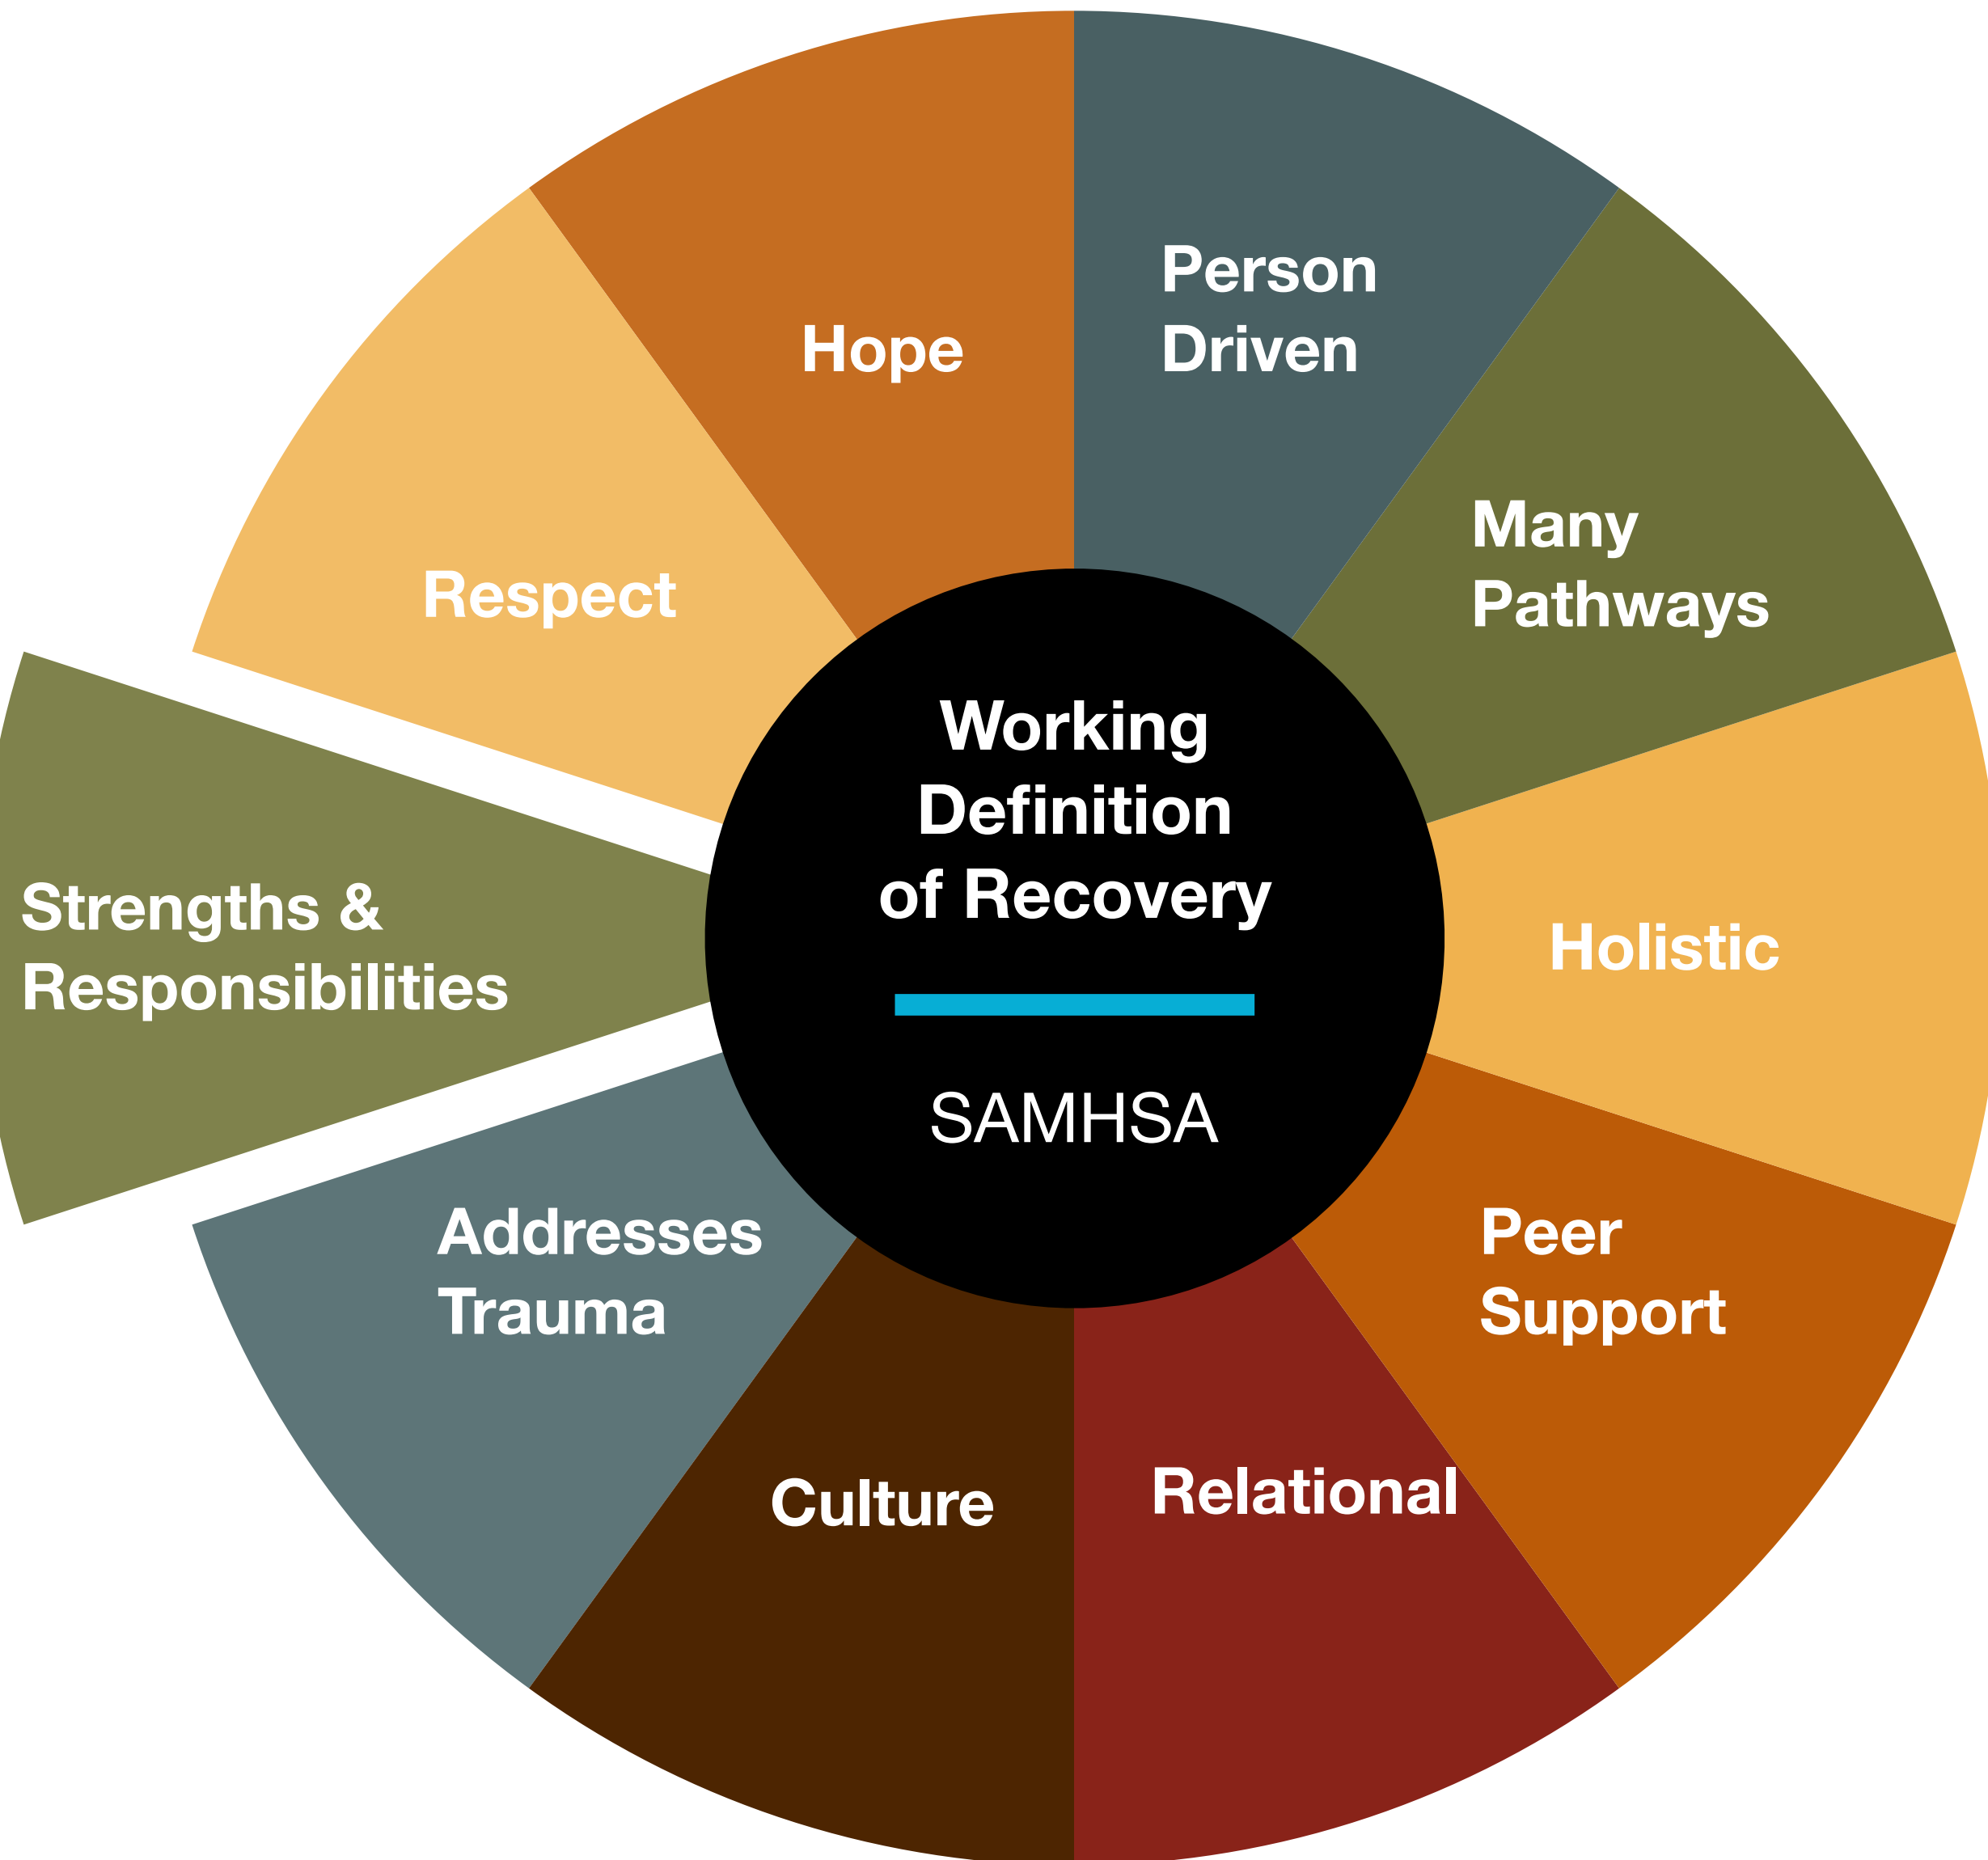 Hope
Person
Driven
Many
Pathways
Respect
Working
Definition
of Recovery
SAMHSA
Strengths &
Responsibilities
Holistic
Addresses
Trauma
Peer
Support
Culture
Relational